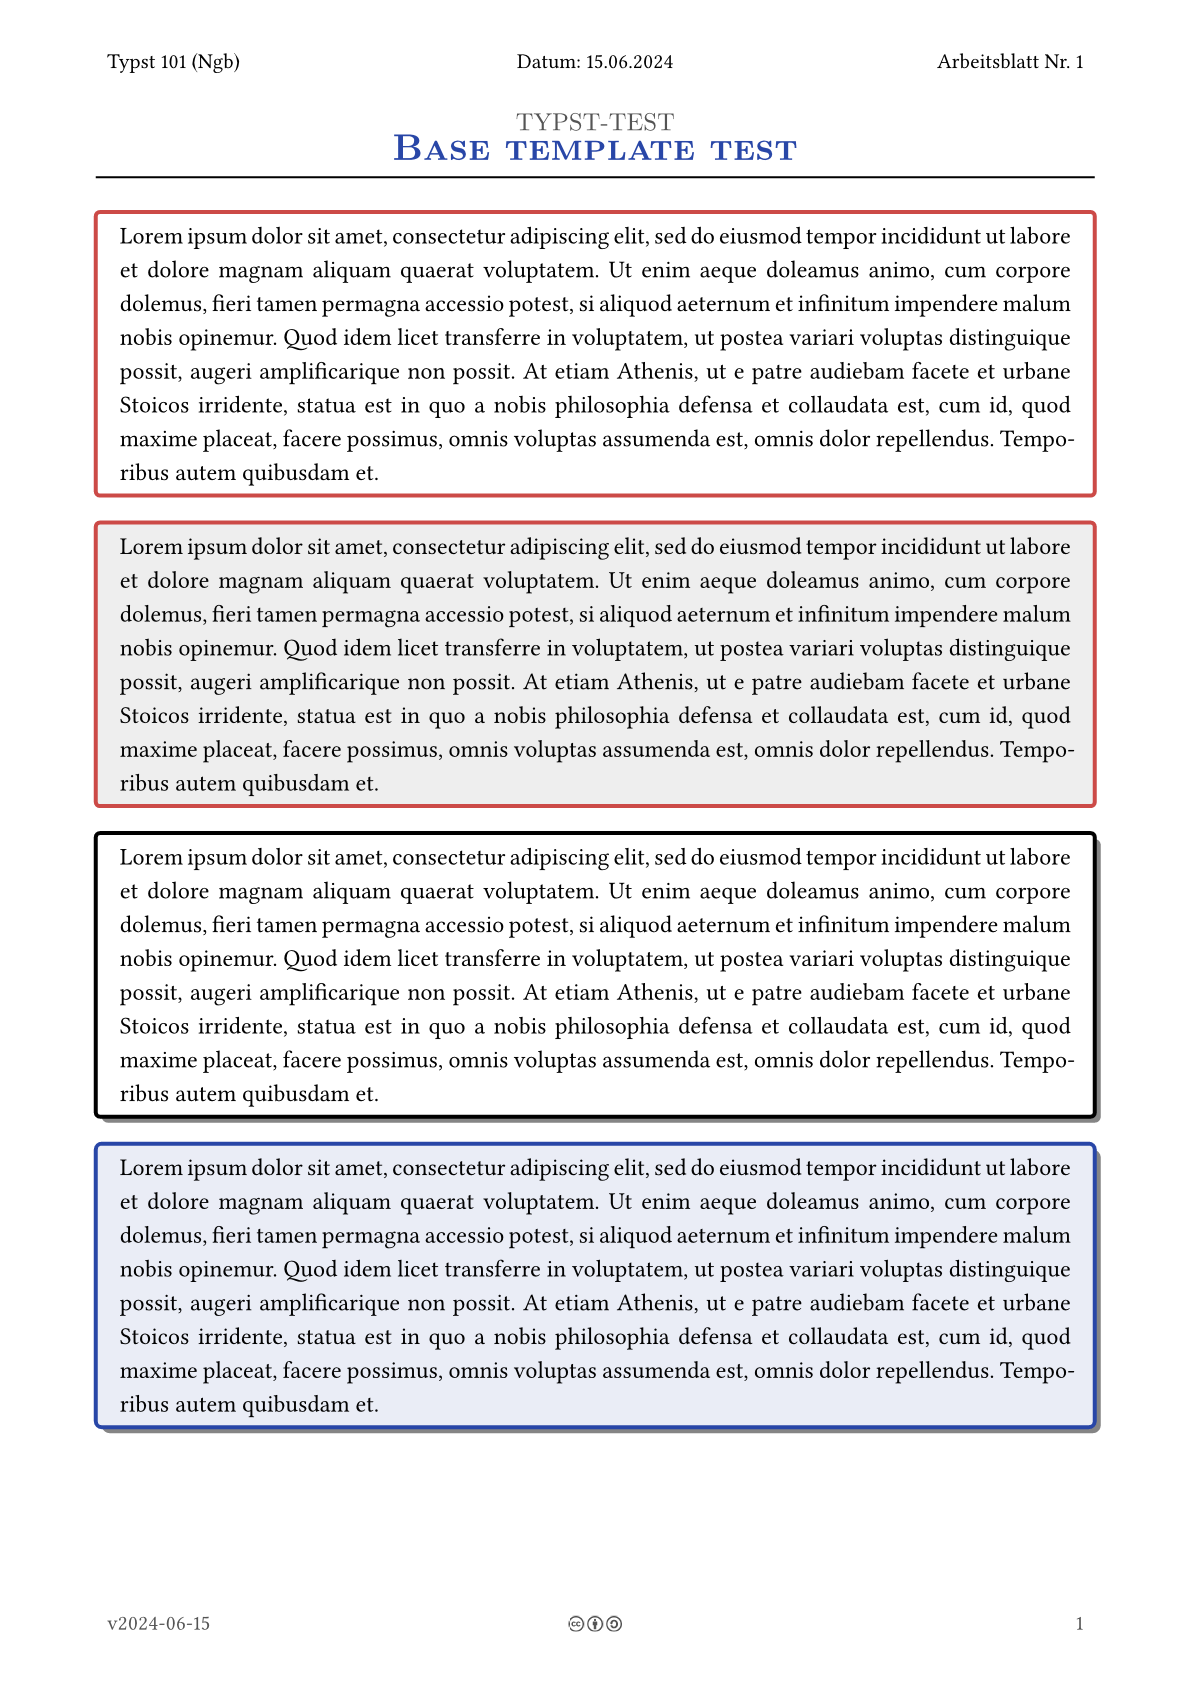 Typst 101 (Ngb) Datum: 15.06.2024 Arbeitsblatt Nr. 1
TYPST-TEST
Base template test
Lorem ipsum dolor sit amet, consectetur adipiscing elit, sed do eiusmod tempor incididunt ut labore
et dolore magnam aliquam quaerat voluptatem. Ut enim aeque doleamus animo, cum corpore
dolemus, fieri tamen permagna accessio potest, si aliquod aeternum et infinitum impendere malum
nobis opinemur. Quod idem licet transferre in voluptatem, ut postea variari voluptas distinguique
possit, augeri amplificarique non possit. At etiam Athenis, ut e patre audiebam facete et urbane
Stoicos irridente, statua est in quo a nobis philosophia defensa et collaudata est, cum id, quod
maxime placeat, facere possimus, omnis voluptas assumenda est, omnis dolor repellendus. Tempo-
ribus autem quibusdam et.
Lorem ipsum dolor sit amet, consectetur adipiscing elit, sed do eiusmod tempor incididunt ut labore
et dolore magnam aliquam quaerat voluptatem. Ut enim aeque doleamus animo, cum corpore
dolemus, fieri tamen permagna accessio potest, si aliquod aeternum et infinitum impendere malum
nobis opinemur. Quod idem licet transferre in voluptatem, ut postea variari voluptas distinguique
possit, augeri amplificarique non possit. At etiam Athenis, ut e patre audiebam facete et urbane
Stoicos irridente, statua est in quo a nobis philosophia defensa et collaudata est, cum id, quod
maxime placeat, facere possimus, omnis voluptas assumenda est, omnis dolor repellendus. Tempo-
ribus autem quibusdam et.
Lorem ipsum dolor sit amet, consectetur adipiscing elit, sed do eiusmod tempor incididunt ut labore
et dolore magnam aliquam quaerat voluptatem. Ut enim aeque doleamus animo, cum corpore
dolemus, fieri tamen permagna accessio potest, si aliquod aeternum et infinitum impendere malum
nobis opinemur. Quod idem licet transferre in voluptatem, ut postea variari voluptas distinguique
possit, augeri amplificarique non possit. At etiam Athenis, ut e patre audiebam facete et urbane
Stoicos irridente, statua est in quo a nobis philosophia defensa et collaudata est, cum id, quod
maxime placeat, facere possimus, omnis voluptas assumenda est, omnis dolor repellendus. Tempo-
ribus autem quibusdam et.
Lorem ipsum dolor sit amet, consectetur adipiscing elit, sed do eiusmod tempor incididunt ut labore
et dolore magnam aliquam quaerat voluptatem. Ut enim aeque doleamus animo, cum corpore
dolemus, fieri tamen permagna accessio potest, si aliquod aeternum et infinitum impendere malum
nobis opinemur. Quod idem licet transferre in voluptatem, ut postea variari voluptas distinguique
possit, augeri amplificarique non possit. At etiam Athenis, ut e patre audiebam facete et urbane
Stoicos irridente, statua est in quo a nobis philosophia defensa et collaudata est, cum id, quod
maxime placeat, facere possimus, omnis voluptas assumenda est, omnis dolor repellendus. Tempo-
ribus autem quibusdam et.
v2024-06-15 cc 1